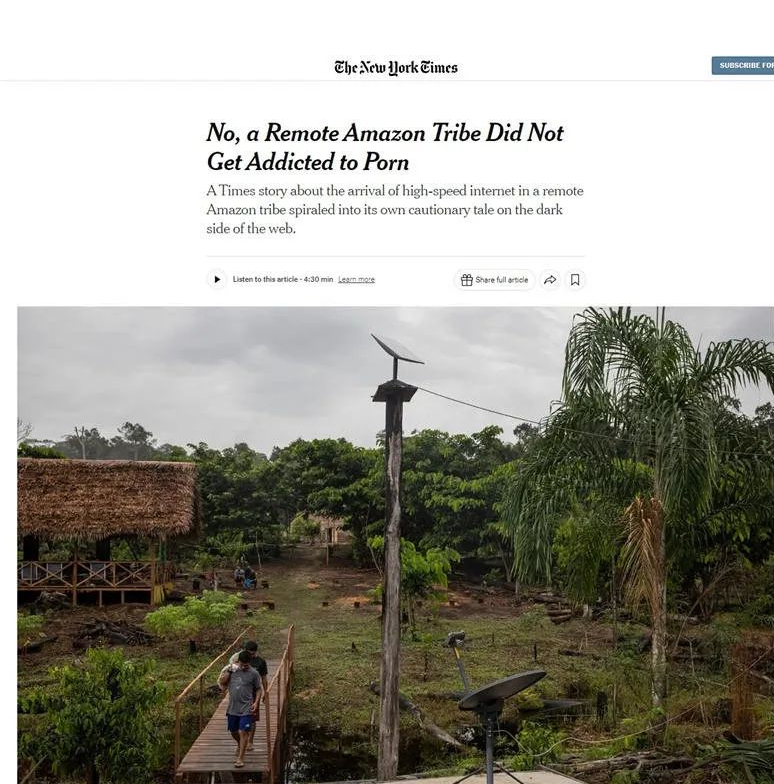 The New York Times
SUBSCRIBE FOR
No, a Remote Amazon Tribe Did Not
Get Addicted to Porn
A Times story about the arrival of high-speed internet in a remote
Amazon tribe spiraled into its own cautionary tale on the dark
side of the web.
Listen to this article · 4:30 min Learn more
Share full article